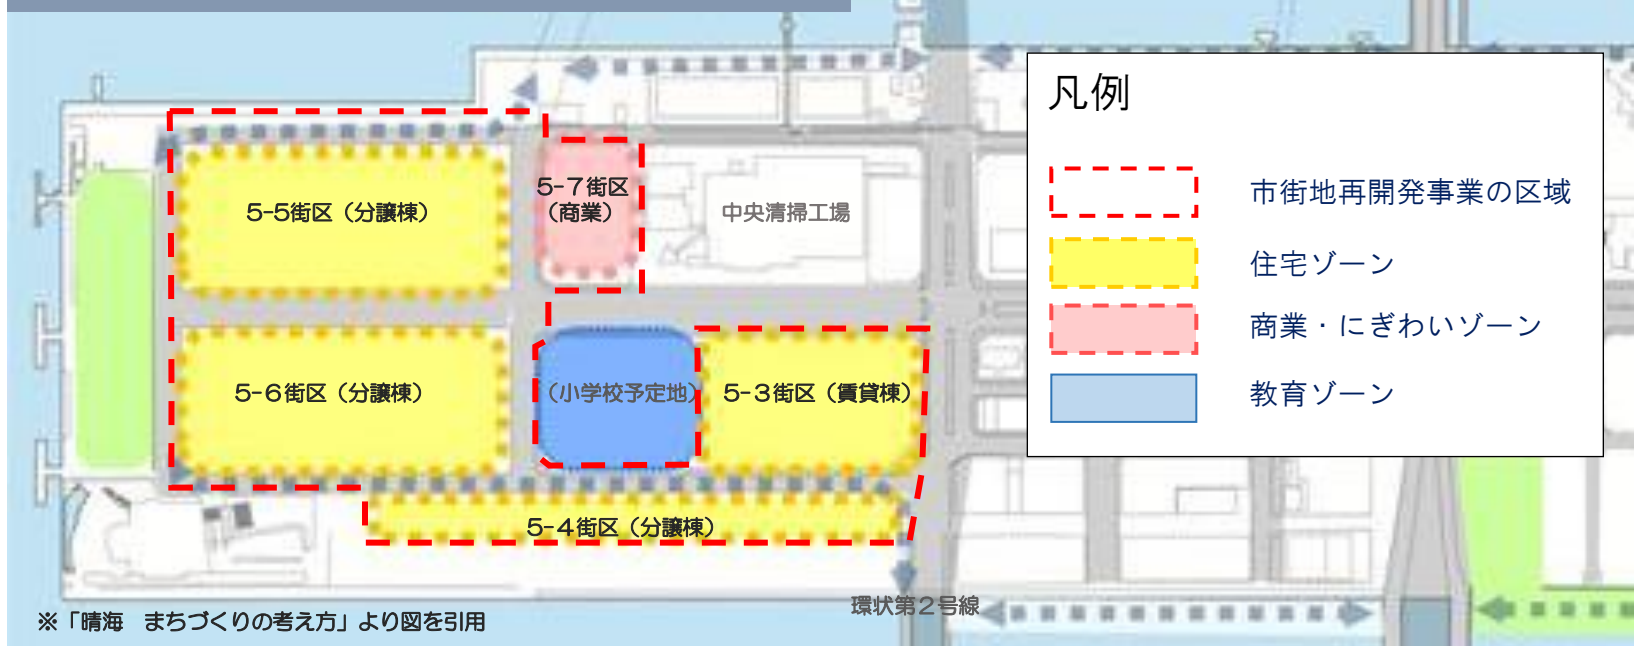 凡例
市街地再開発事業の区域
住宅ゾーン
商業・にぎわいゾーン
教育ゾーン
5-5街区（分譲棟）
5-7街区
（商業）
中央清掃工場
5-6街区（分譲棟）
（小学校予定地）
5-3街区（賃貸棟）
5-4街区（分譲棟）
環状第2号線
※「晴海　まちづくりの考え方」より図を引用